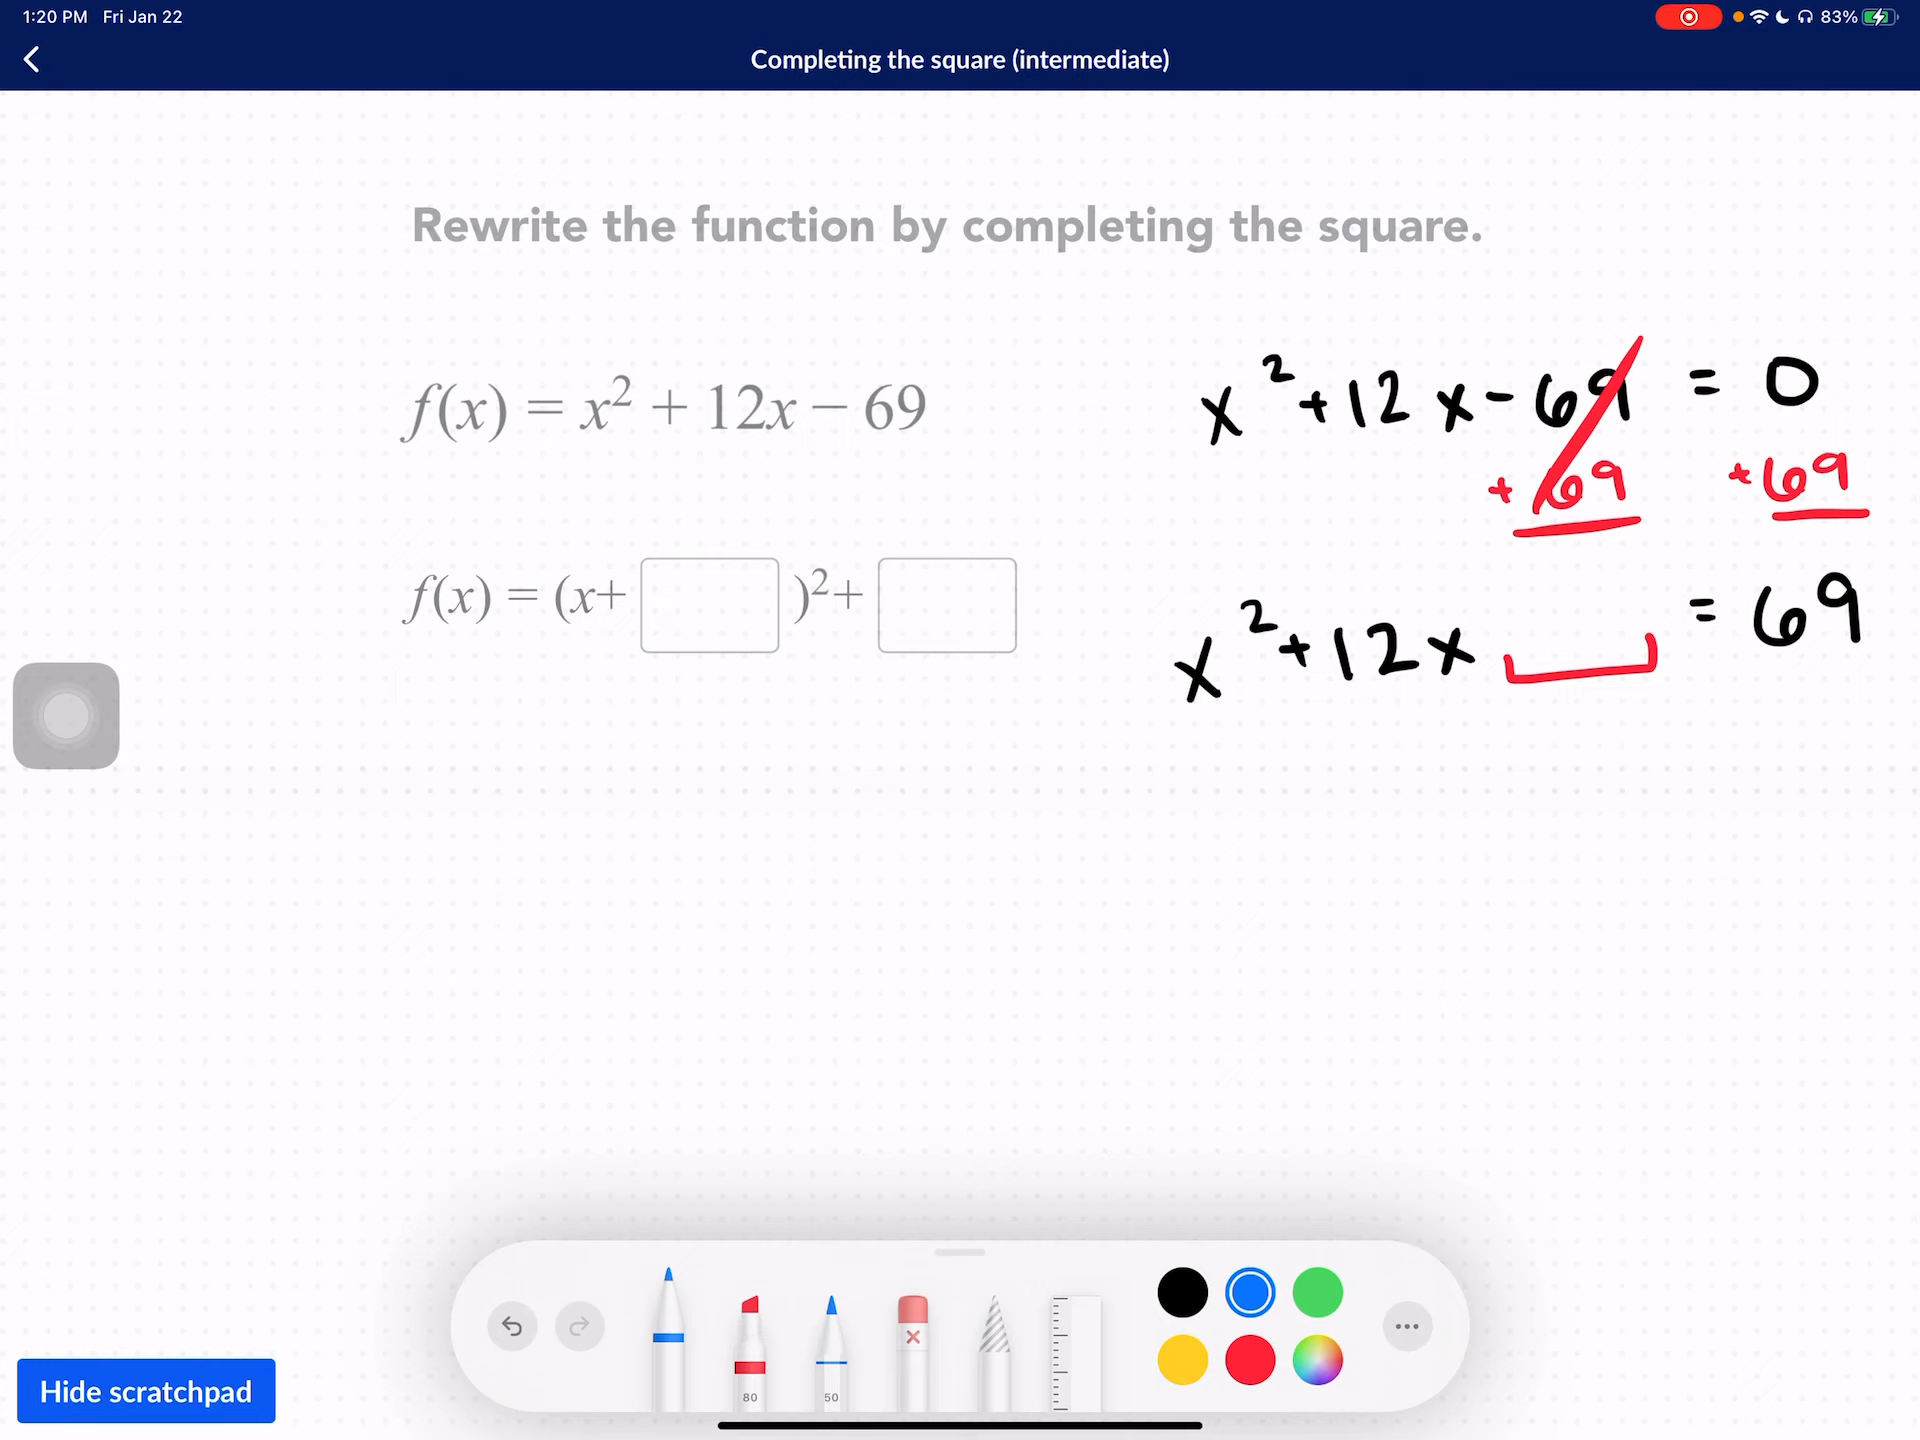 1:20 PM Fri Jan 22
83%
Completing the square (intermediate)
Rewrite the function by completing the square.
f(x) = x² + 12x − 69
f(x) = (x+ )²+
x² + 12x - 69 = 0
+ 69 + 69
x² + 12x = 69
80
50
Hide scratchpad